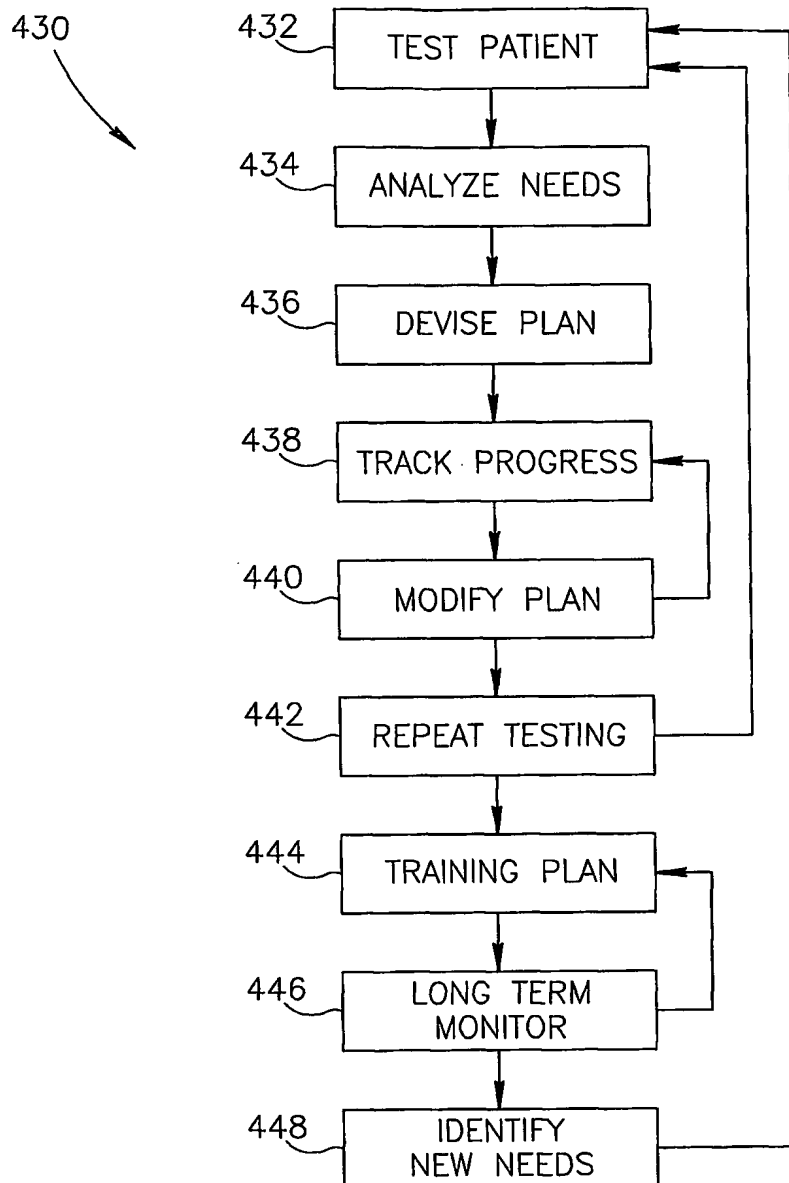 430
432
TEST PATIENT
434
ANALYZE NEEDS
436
DEVISE PLAN
438
TRACK PROGRESS
440
MODIFY PLAN
442
REPEAT TESTING
444
TRAINING PLAN
446
LONG TERM
MONITOR
448
IDENTIFY
NEW NEEDS